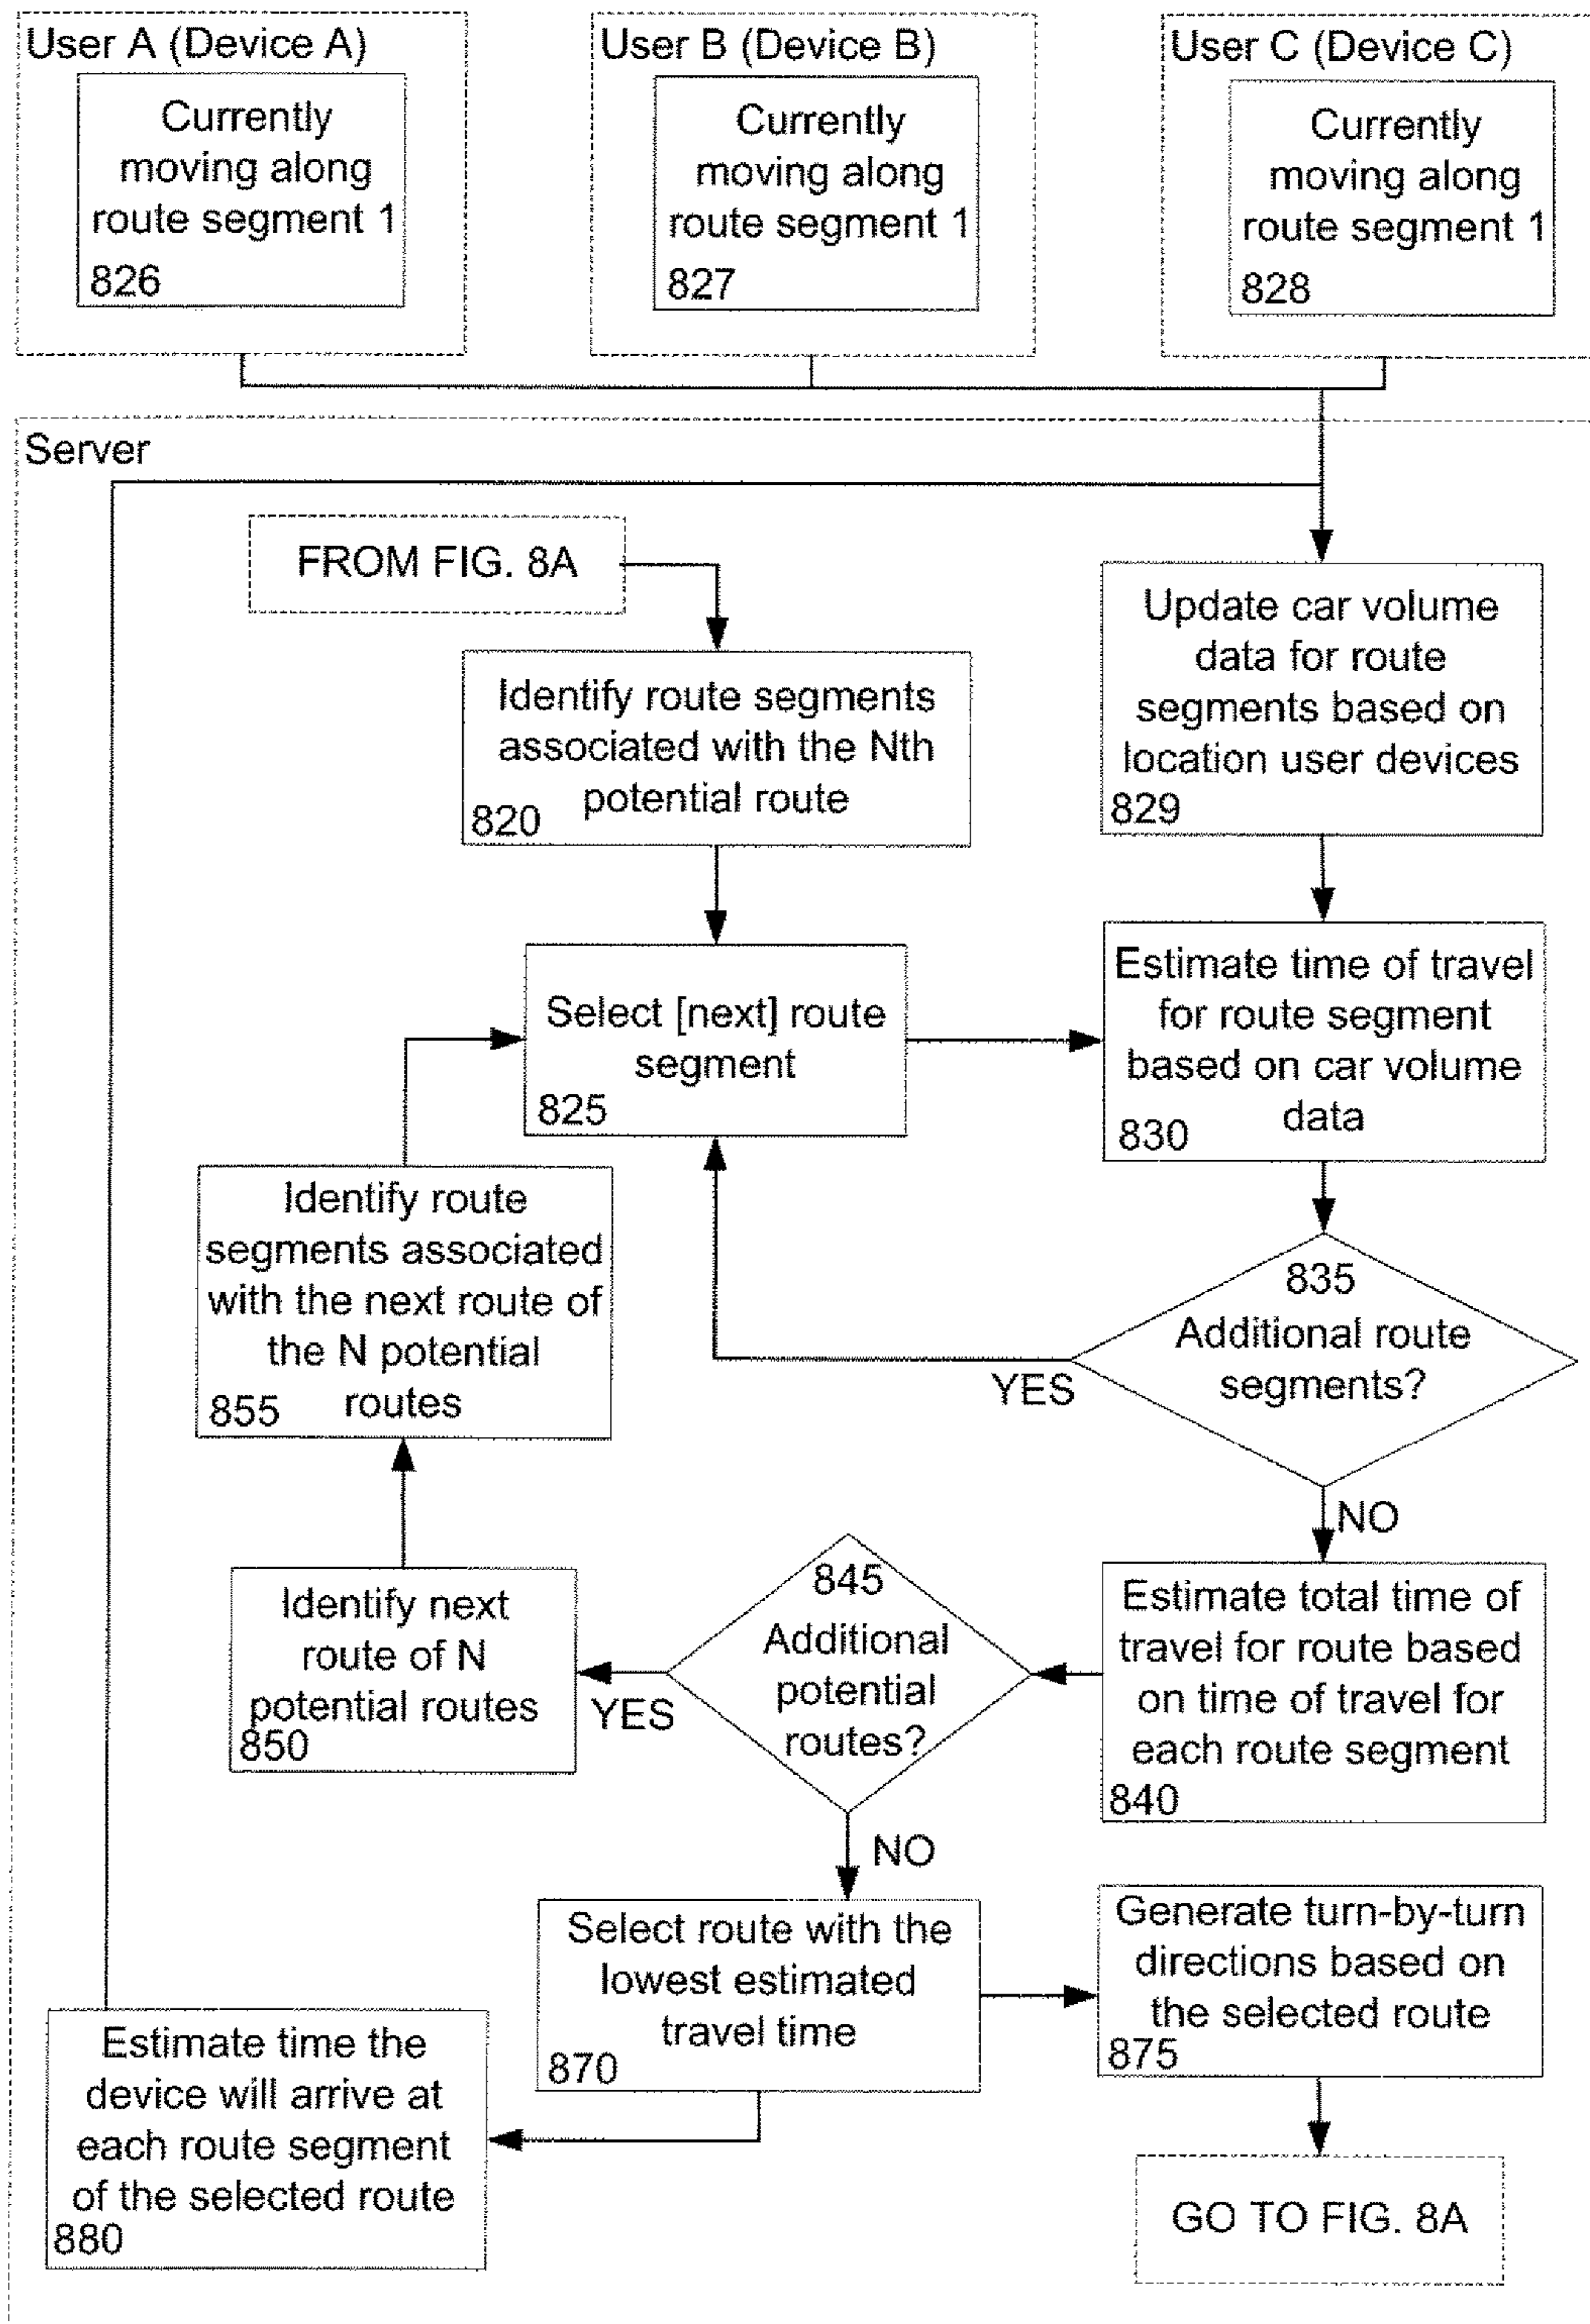 User A (Device A)
Currently
moving along
route segment 1
826
User B (Device B)
Currently
moving along
route segment 1
827
User C (Device C)
Currently
moving along
route segment 1
828
Server
FROM FIG. 8A
Identify route segments
associated with the Nth
potential route
820
Update car volume
data for route
segments based on
location user devices
829
Select [next] route
segment
825
Estimate time of travel
for route segment
based on car volume
data
830
Identify route
segments associated
with the next route of
the N potential
routes
855
835
Additional route
segments?
YES
NO
Identify next
route of N
potential routes
850
YES
845
Additional
potential
routes?
NO
Estimate total time of
travel for route based
on time of travel for
each route segment
840
Select route with the
lowest estimated
travel time
870
Generate turn-by-turn
directions based on
the selected route
875
Estimate time the
device will arrive at
each route segment
of the selected route
880
GO TO FIG. 8A